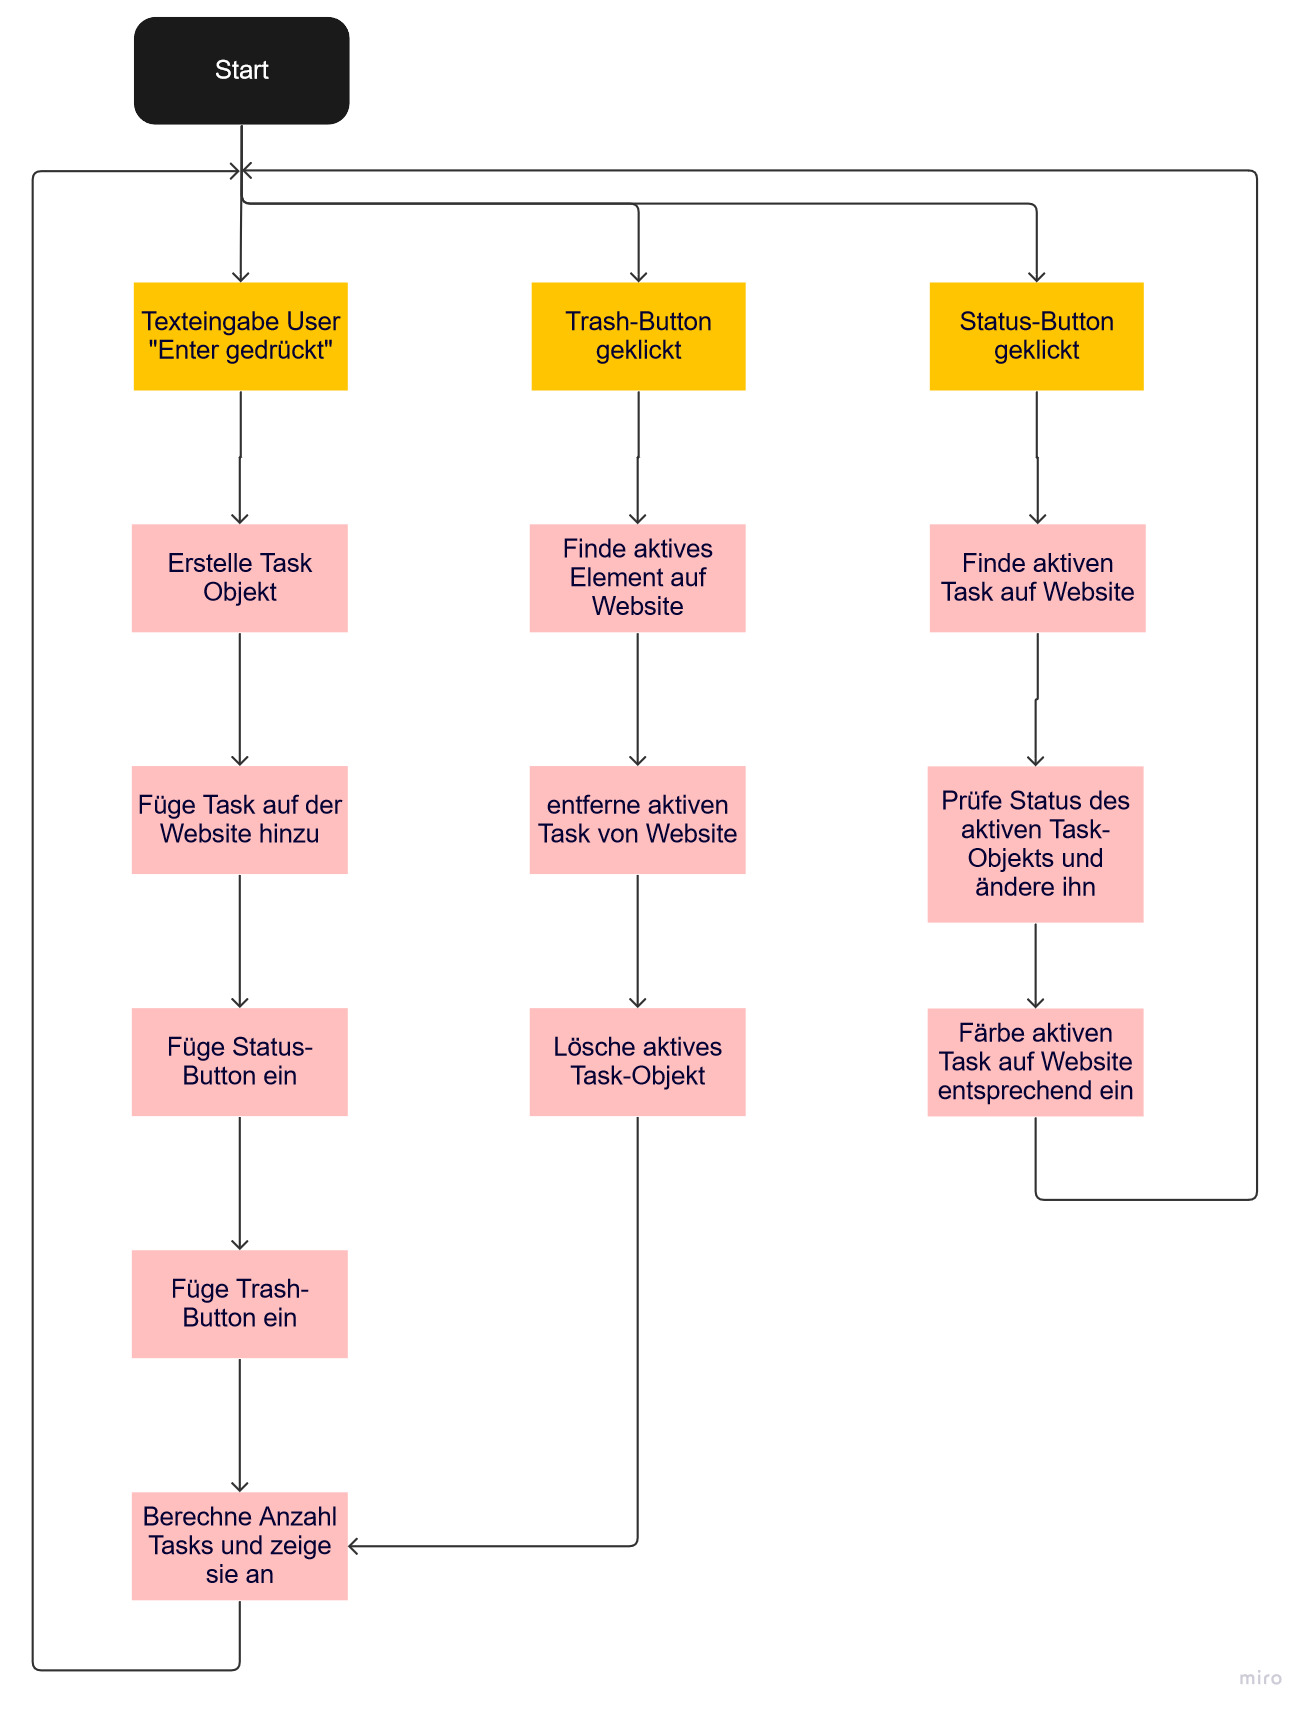 Start
Texteingabe User
"Enter gedrückt"
Trash-Button
geklickt
Status-Button
geklickt
Erstelle Task
Objekt
Finde aktives
Element auf
Website
Finde aktiven
Task auf Website
Füge Task auf der
Website hinzu
entferne aktiven
Task von Website
Prüfe Status des
aktiven Task-
Objekts und
ändere ihn
Füge Status-
Button ein
Lösche aktives
Task-Objekt
Färbe aktiven
Task auf Website
entsprechend ein
Füge Trash-
Button ein
Berechne Anzahl
Tasks und zeige
sie an
miro